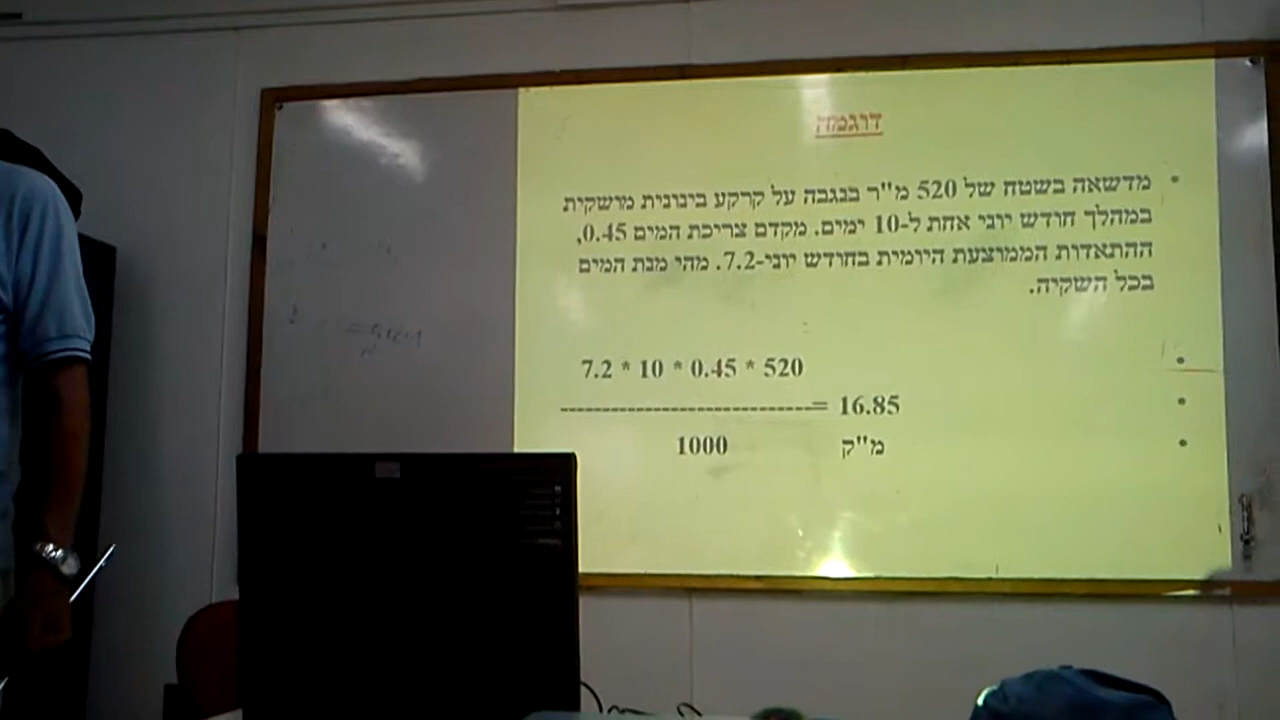 דוגמה
• מדשאה בשטח של 520 מ"ר בנגבה על קרקע בינונית מושקית
במהלך חודש יוני אחת ל-10 ימים. מקדם צריכת המים 0.45,
ההתאדות הממוצעת היומית בחודש יוני-7.2. מהי מנת המים
בכל השקיה.
• 7.2 * 10 * 0.45 * 520
• ----------------------------= 16.85
• 1000 מ"ק